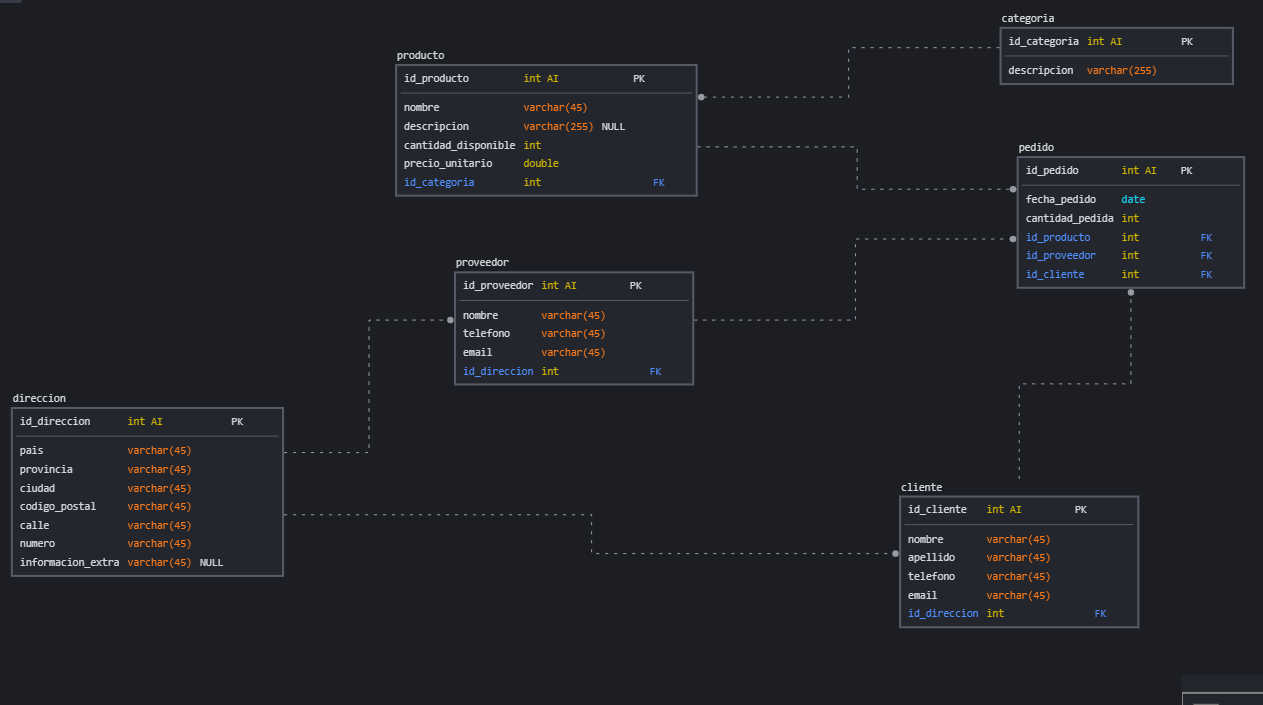 categoria
id_categoria int AI PK
descripcion varchar(255)
producto
id_producto int AI PK
nombre varchar(45)
descripcion varchar(255) NULL
cantidad_disponible int
precio_unitario double
id_categoria int FK
pedido
id_pedido int AI PK
fecha_pedido date
cantidad_pedida int
id_producto int FK
id_proveedor int FK
id_cliente int FK
proveedor
id_proveedor int AI PK
nombre varchar(45)
telefono varchar(45)
email varchar(45)
id_direccion int FK
direccion
id_direccion int AI PK
pais varchar(45)
provincia varchar(45)
ciudad varchar(45)
codigo_postal varchar(45)
calle varchar(45)
numero varchar(45)
informacion_extra varchar(45) NULL
cliente
id_cliente int AI PK
nombre varchar(45)
apellido varchar(45)
telefono varchar(45)
email varchar(45)
id_direccion int FK